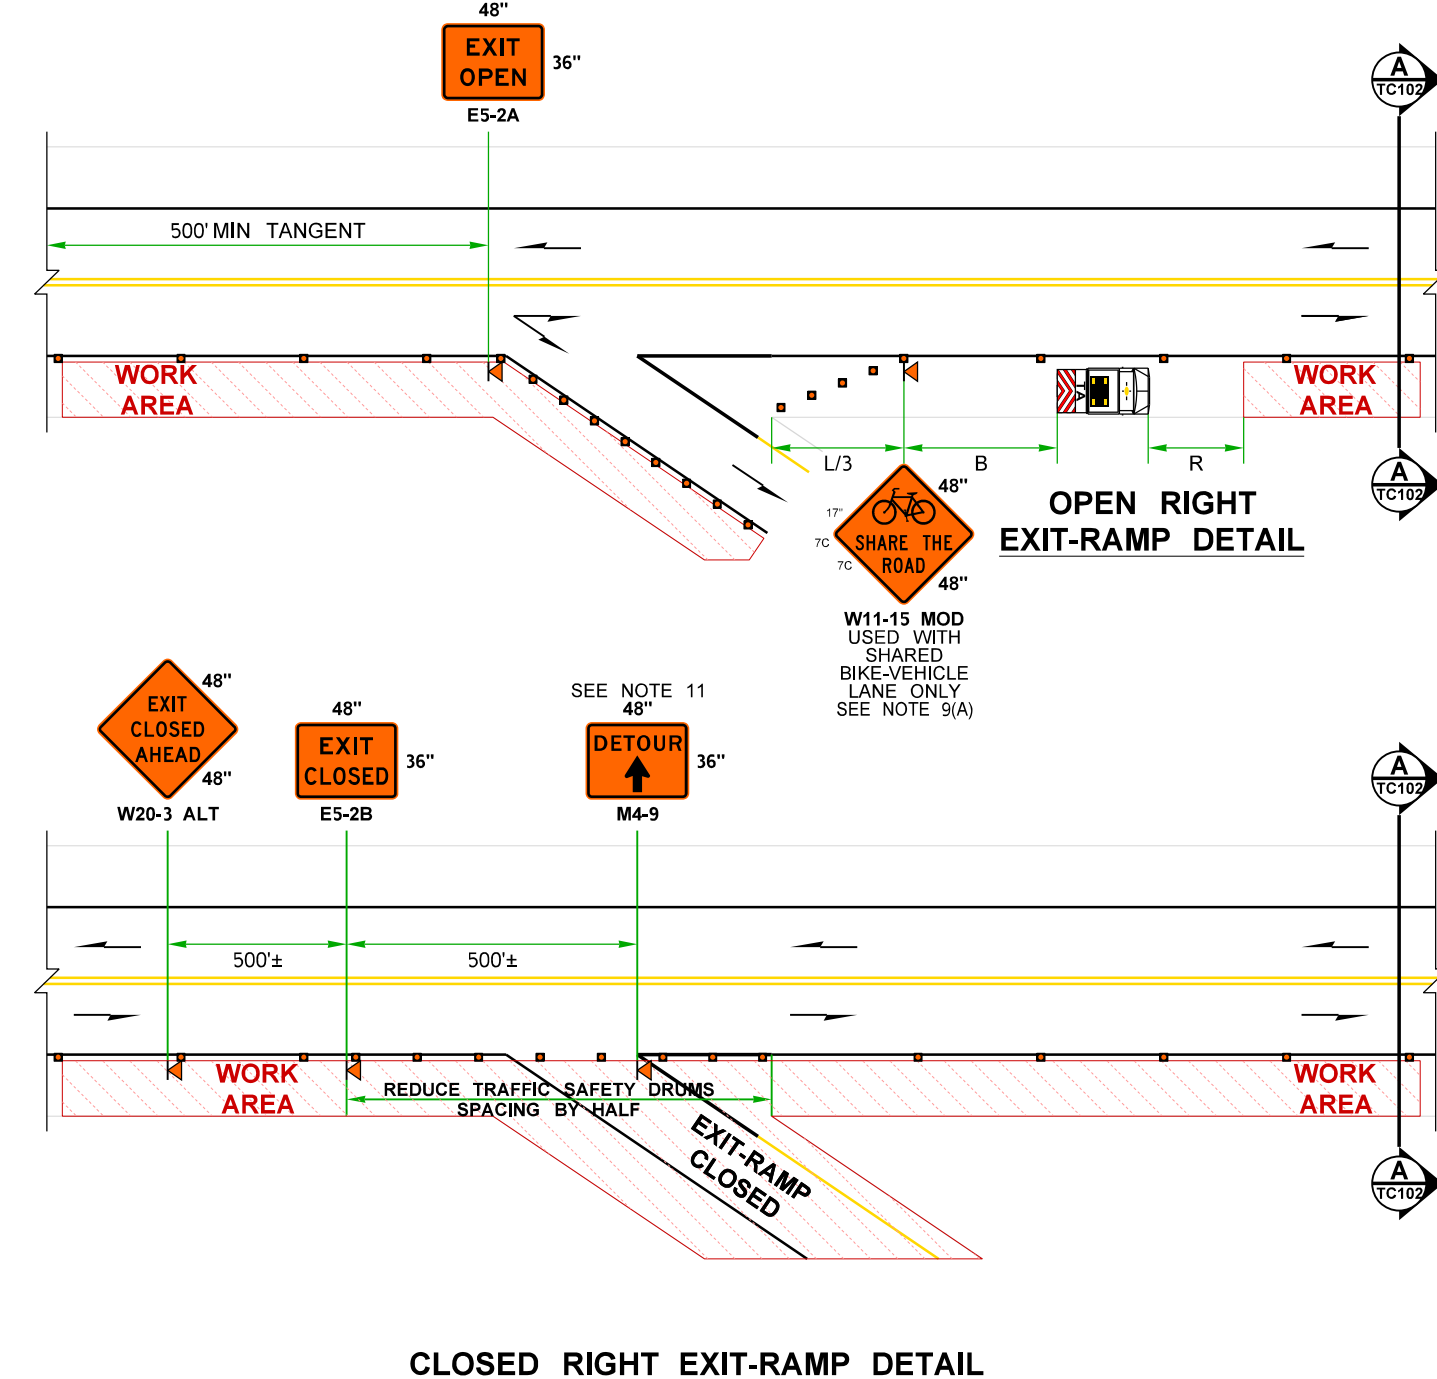 48"
EXIT
OPEN
36"
E5-2A
A
TC102
500' MIN TANGENT
WORK
AREA
WORK
AREA
TA
L/3
B
R
A
TC102
OPEN RIGHT
EXIT-RAMP DETAIL
48"
17"
7C
SHARE THE
7C
ROAD
48"
W11-15 MOD
USED WITH
SHARED
BIKE-VEHICLE
LANE ONLY
SEE NOTE 9(A)
EXIT
CLOSED
AHEAD
48"
48"
W20-3 ALT
48"
EXIT
CLOSED
36"
E5-2B
SEE NOTE 11
48"
DETOUR
36"
M4-9
A
TC102
500'±
500'±
WORK
AREA
REDUCE TRAFFIC SAFETY DRUMS
SPACING BY HALF
WORK
AREA
EXIT-RAMP
CLOSED
A
TC102
CLOSED RIGHT EXIT-RAMP DETAIL